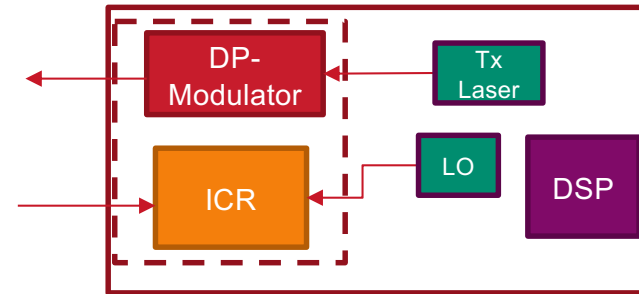 DP-
Modulator
Tx
Laser
LO
ICR
DSP